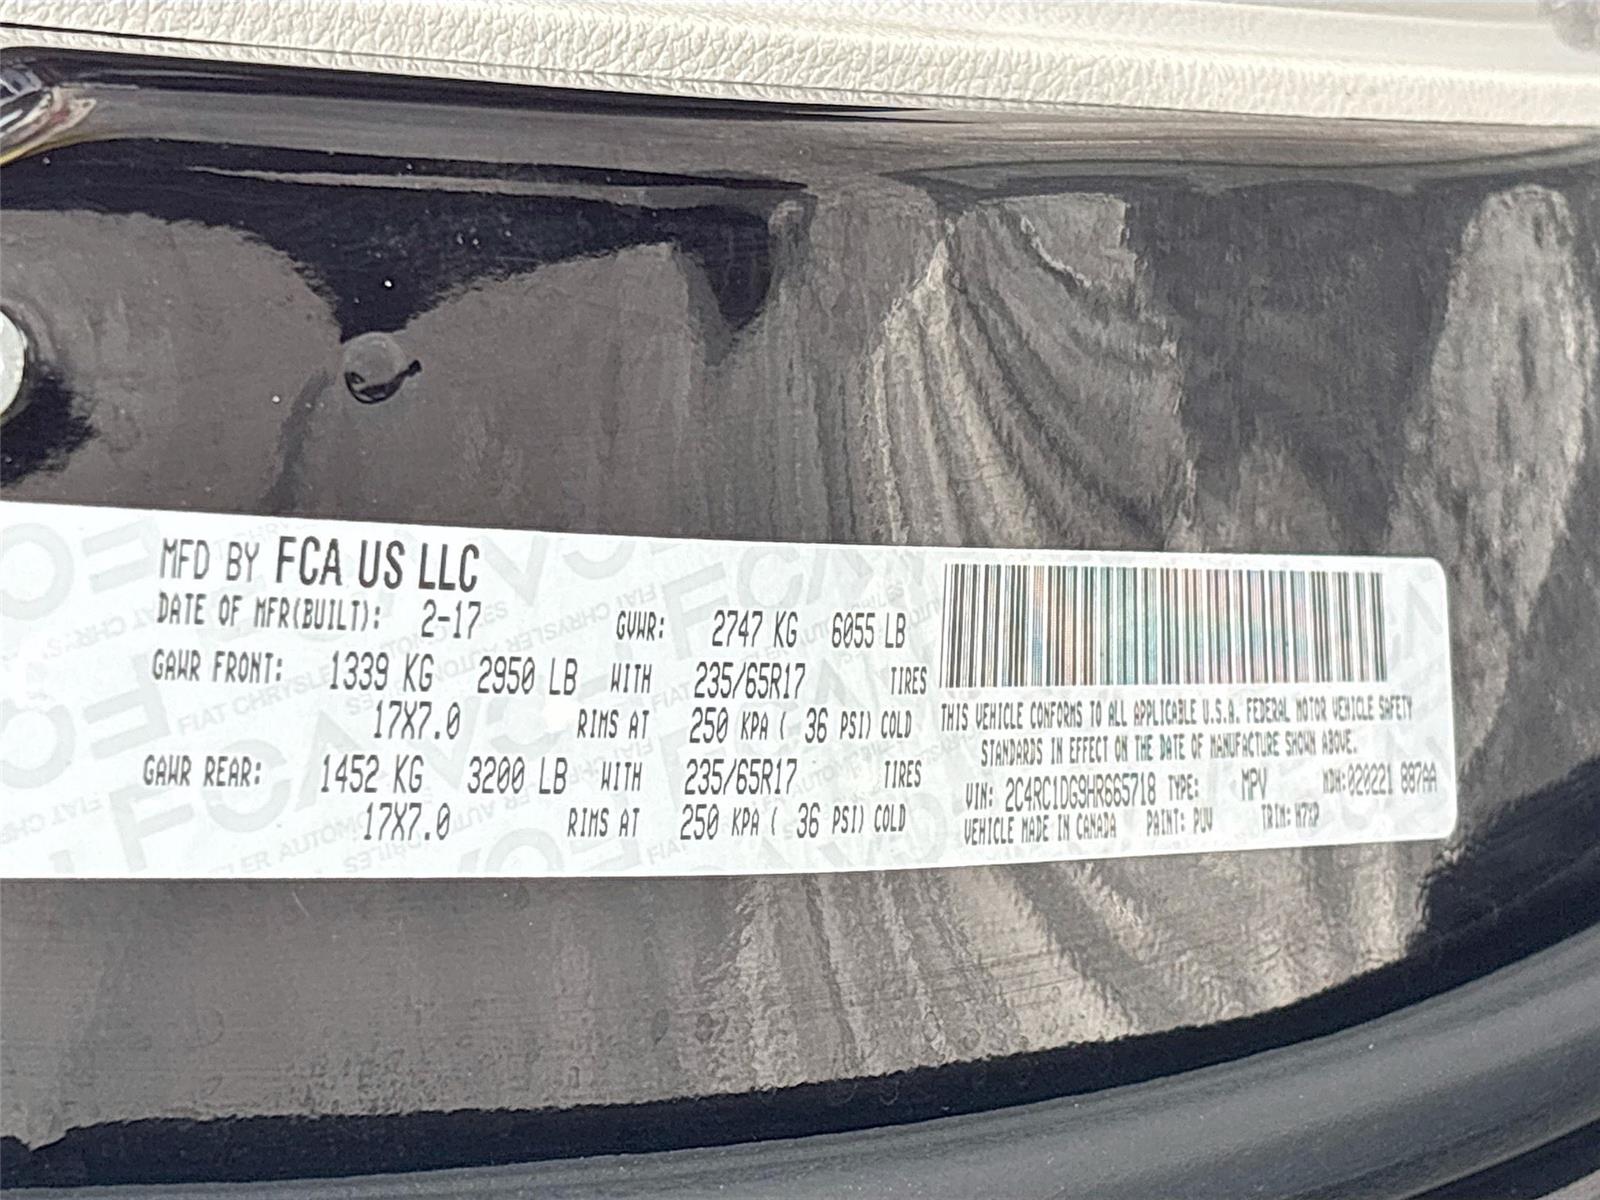 MFD BY FCA US LLC
DATE OF MFR(BUILT): 2-17 GVWR: 2747 KG 6055 LB
GAWR FRONT: 1339 KG 2950 LB WITH 235/65R17 TIRES
17X7.0 RIMS AT 250 KPA ( 36 PSI) COLD
GAWR REAR: 1452 KG 3200 LB WITH 235/65R17 TIRES
17X7.0 RIMS AT 250 KPA ( 36 PSI) COLD
THIS VEHICLE CONFORMS TO ALL APPLICABLE U.S.A. FEDERAL MOTOR VEHICLE SAFETY
STANDARDS IN EFFECT ON THE DATE OF MANUFACTURE SHOWN ABOVE.
VIN: 2C4RC1DG9HR665718 TYPE: MPV MDH: 020221 887AA
VEHICLE MADE IN CANADA PAINT: PUV TRIM: